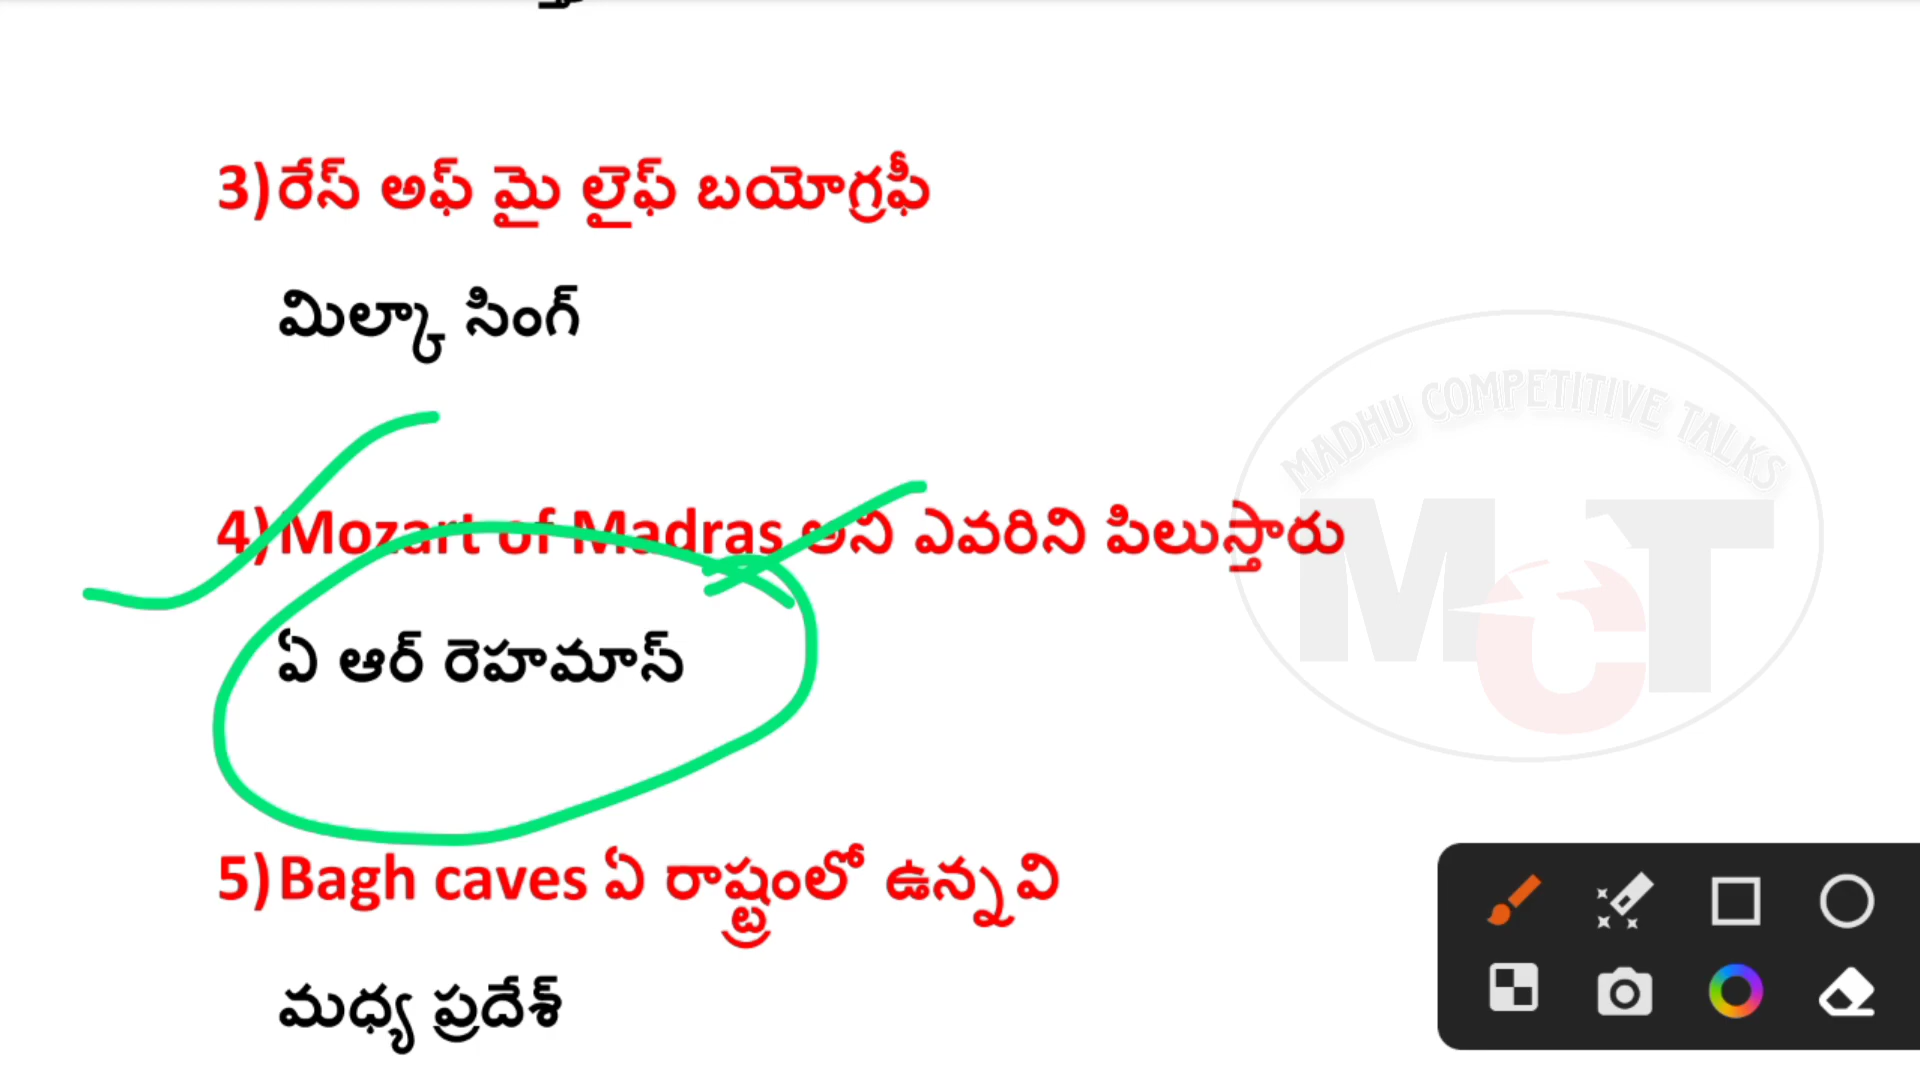 3) రేస్ అఫ్ మై లైఫ్ బయోగ్రఫీ
మిల్కా సింగ్
MADHU COMPETITIVE TALKS
MCT
4) Mozart of Madras అని ఎవరిని పిలుస్తారు
ఏ ఆర్ రెహమాస్
5) Bagh caves ఏ రాష్ట్రంలో ఉన్నవి
మధ్య ప్రదేశ్